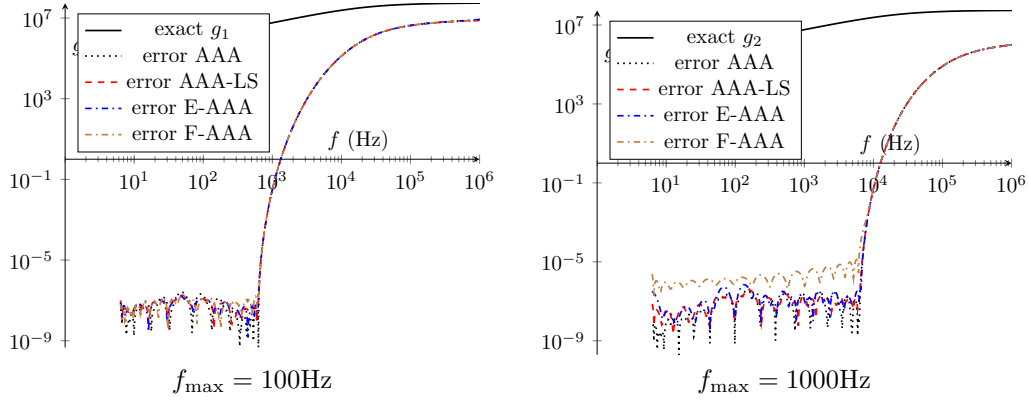 10^7
g
exact g_1
error AAA
error AAA-LS
error E-AAA
error F-AAA
10^3
f (Hz)
10^-1
10^1 10^2 10^3 10^4 10^5 10^6
10^-5
10^-9
f_max = 100Hz
10^7
g
exact g_2
error AAA
error AAA-LS
error E-AAA
error F-AAA
10^3
f (Hz)
10^-1
10^1 10^2 10^3 10^4 10^5 10^6
10^-5
10^-9
f_max = 1000Hz